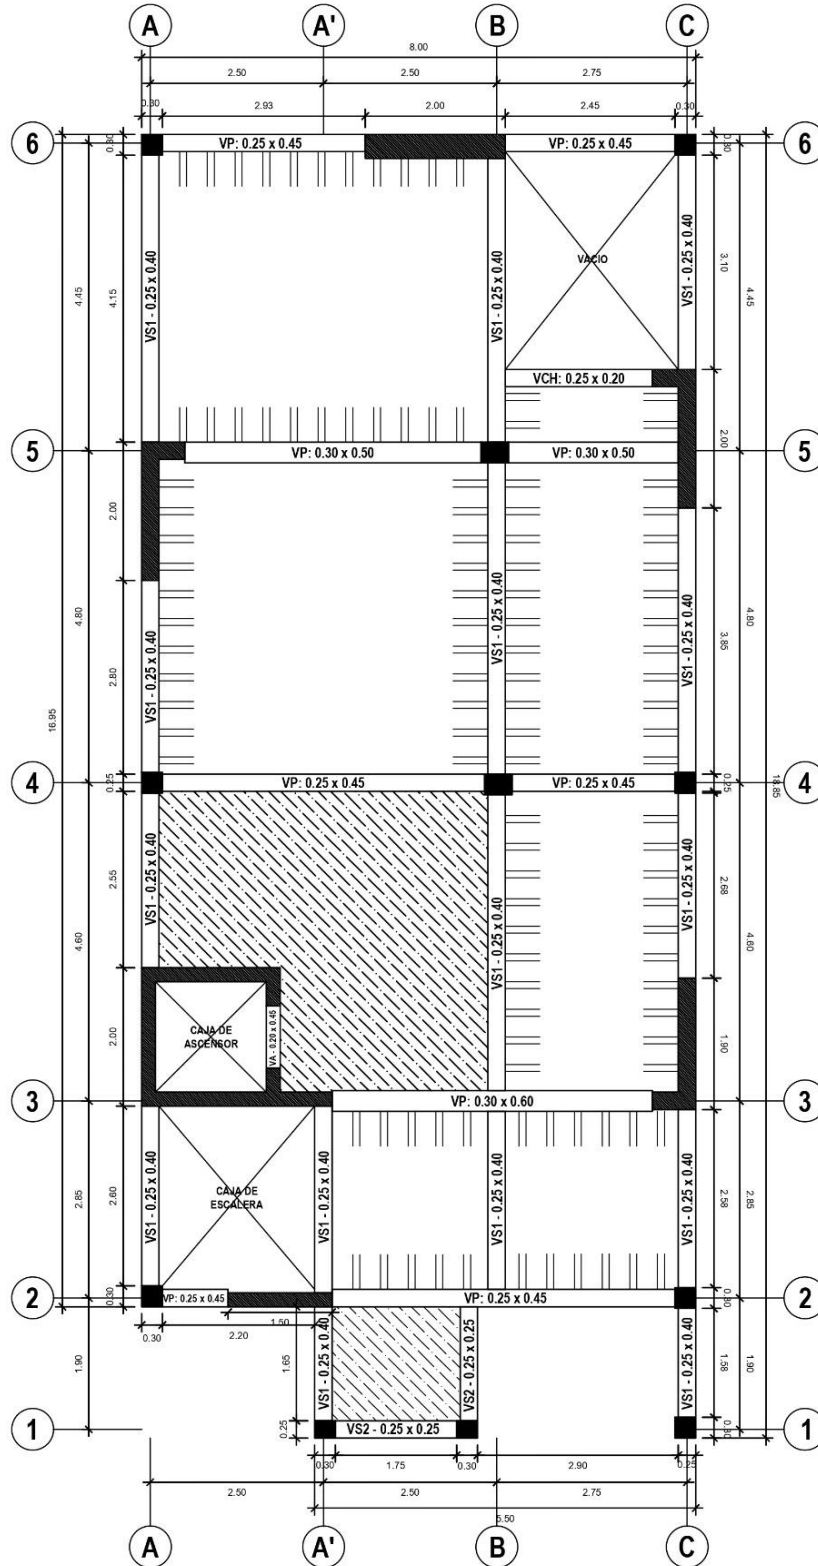 A A' B C
8.00
2.50 2.50 2.75
0.30 2.93 2.00 2.45 0.30
6 VP: 0.25 x 0.45 VP: 0.25 x 0.45 6
0.30 0.30
VS1 - 0.25 x 0.40 VS1 - 0.25 x 0.40 VACIO VS1 - 0.25 x 0.40
4.45 4.15 3.10 4.45
VCH: 0.25 x 0.20
2.00
5 VP: 0.30 x 0.50 VP: 0.30 x 0.50 5
2.00
4.80 VS1 - 0.25 x 0.40 VS1 - 0.25 x 0.40 VS1 - 0.25 x 0.40 3.85 4.80
2.80
16.95
4 0.25 VP: 0.25 x 0.45 VP: 0.25 x 0.45 0.25 18.85 4
2.55 VS1 - 0.25 x 0.40 VS1 - 0.25 x 0.40 VS1 - 0.25 x 0.40 2.68
4.60 4.60
CAJA DE
ASCENSOR
VA - 0.20 x 0.45
2.00 1.90
3 VP: 0.30 x 0.60 3
VS1 - 0.25 x 0.40 VS1 - 0.25 x 0.40 VS1 - 0.25 x 0.40 VS1 - 0.25 x 0.40
CAJA DE
ESCALERA
2.85 2.60 2.58 2.85
2 0.30 VP: 0.25 x 0.45 VP: 0.25 x 0.45 0.30 2
0.30 2.20 1.50
1.90 1.65 VS1 - 0.25 x 0.40 VS2 - 0.25 x 0.25 VS1 - 0.25 x 0.40 1.58 1.90
1 0.25 VS2 - 0.25 x 0.25 0.30 1
0.30 1.75 0.30 2.90 0.25
2.50 2.50 2.75
5.50
A A' B C